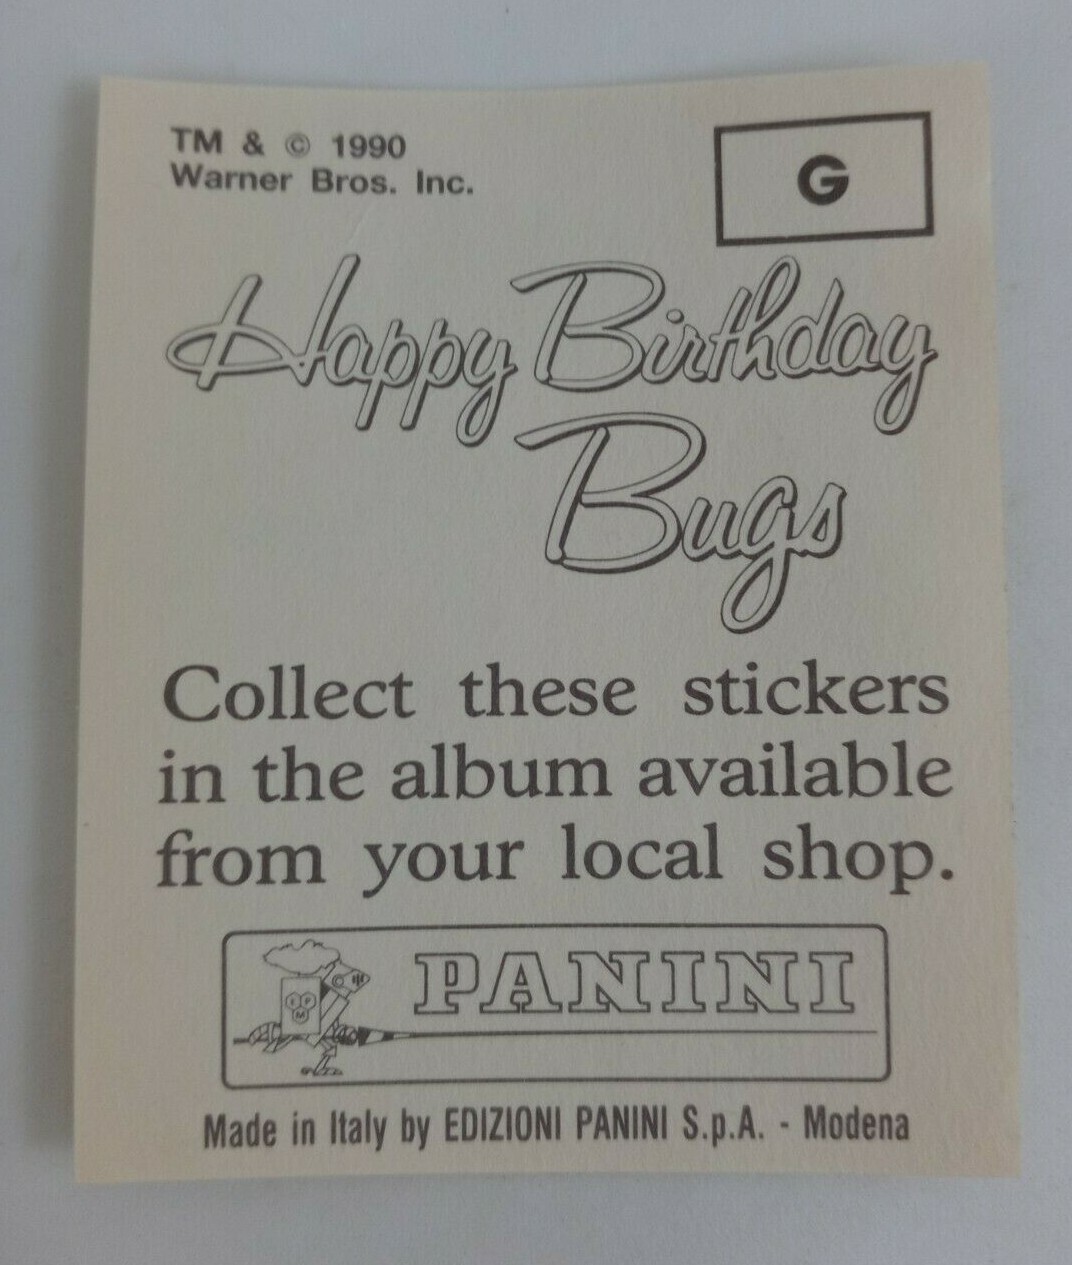 TM & © 1990
Warner Bros. Inc.
G
Happy Birthday
Bugs
Collect these stickers
in the album available
from your local shop.
PANINI
Made in Italy by EDIZIONI PANINI S.p.A. - Modena